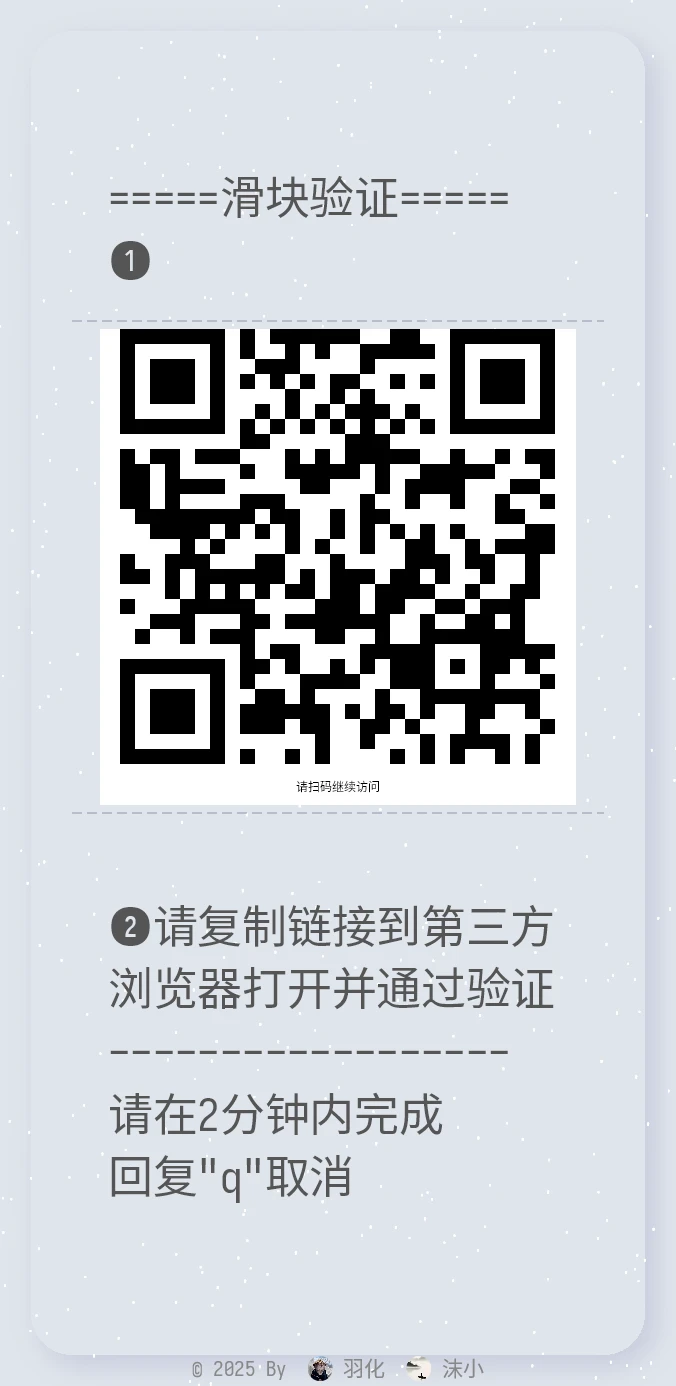 =====滑块验证=====
❶
请扫码继续访问
❷请复制链接到第三方
浏览器打开并通过验证
------------------
请在2分钟内完成
回复"q"取消
© 2025 By 羽化 沫小